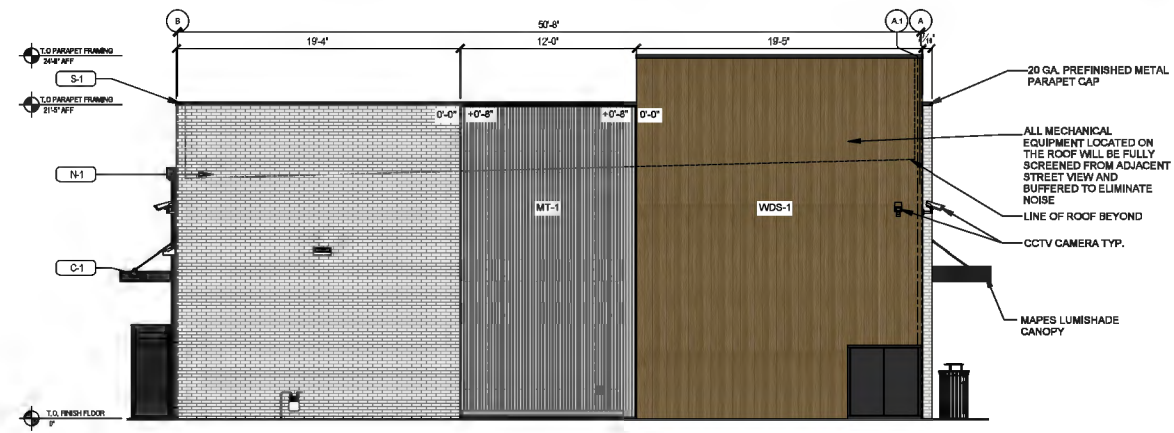 B
A.1
A
50'-8"
19'-4"
12'-0"
19'-5"
T.O PARAPET FRAMING
24'-8" AFF
S-1
T.O PARAPET FRAMING
21'-5" AFF
0'-0"
+0'-8"
+0'-8"
0'-0"
20 GA. PREFINISHED METAL
PARAPET CAP
ALL MECHANICAL
EQUIPMENT LOCATED ON
THE ROOF WILL BE FULLY
SCREENED FROM ADJACENT
STREET VIEW AND
BUFFERED TO ELIMINATE
NOISE
N-1
MT-1
WDS-1
LINE OF ROOF BEYOND
CCTV CAMERA TYP.
C-1
MAPES LUMISHADE
CANOPY
T.O. FINISH FLOOR
0"